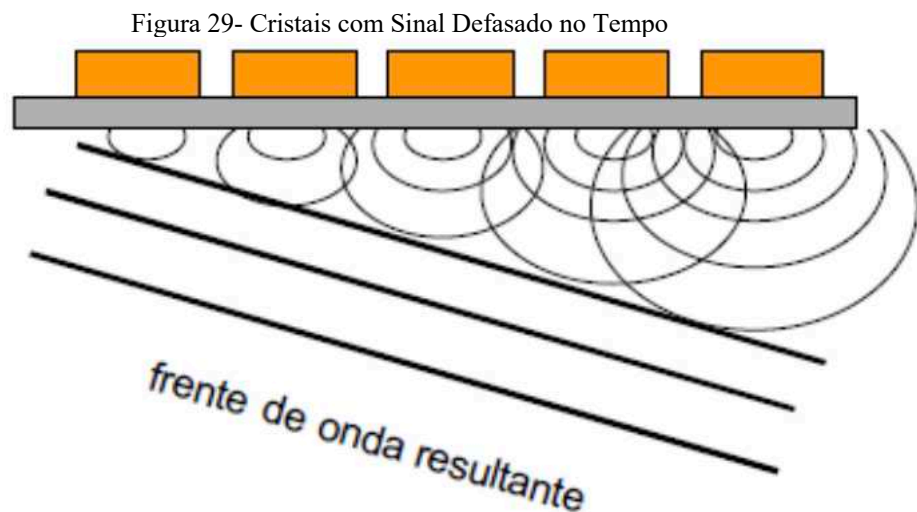 Figura 29- Cristais com Sinal Defasado no Tempo
frente de onda resultante